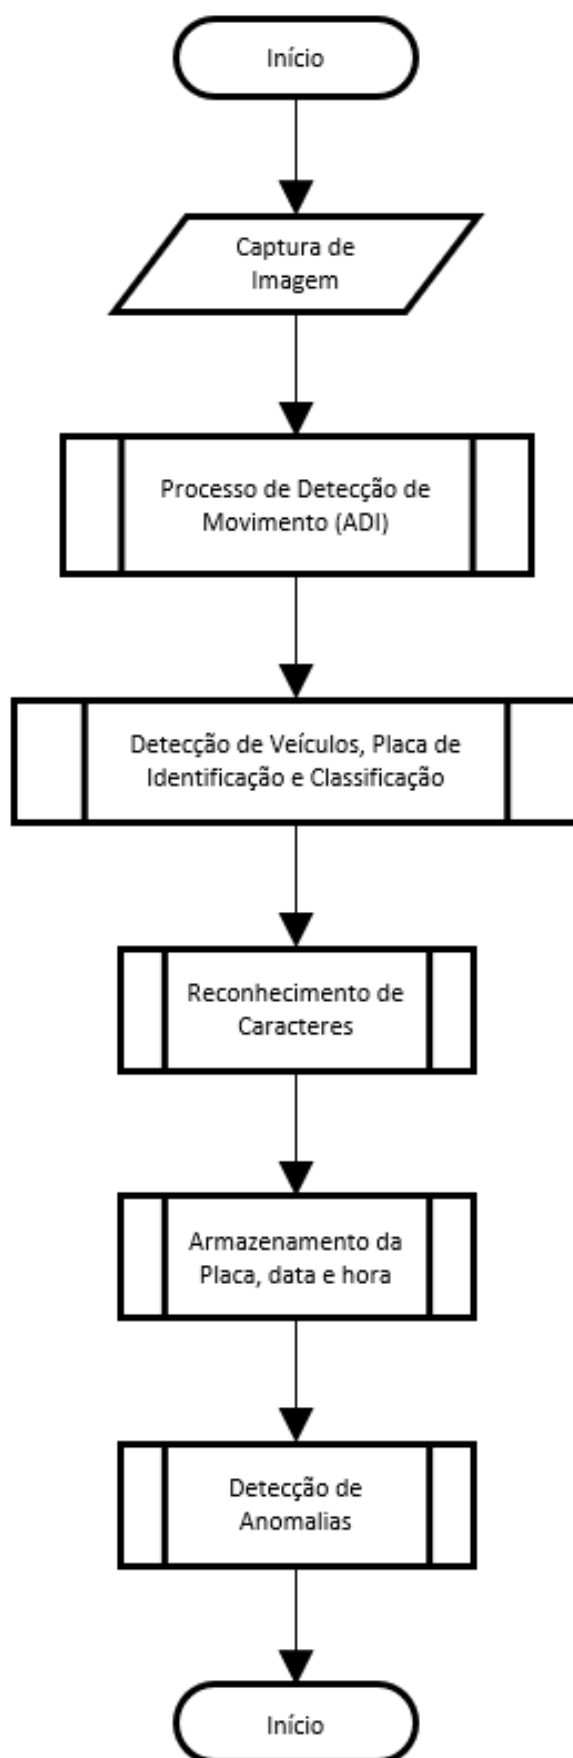 Início
Captura de
Imagem
Processo de Detecção de
Movimento (ADI)
Detecção de Veículos, Placa de
Identificação e Classificação
Reconhecimento de
Caracteres
Armazenamento da
Placa, data e hora
Detecção de
Anomalias
Início